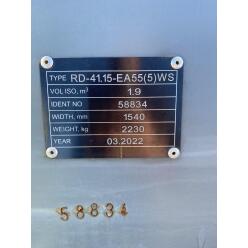 TYPE RD-41.15-EA55(5)WS
VOL ISO, m³ 1.9
IDENT NO 58834
WIDTH, mm 1540
WEIGHT, kg 2230
YEAR 03.2022
58834